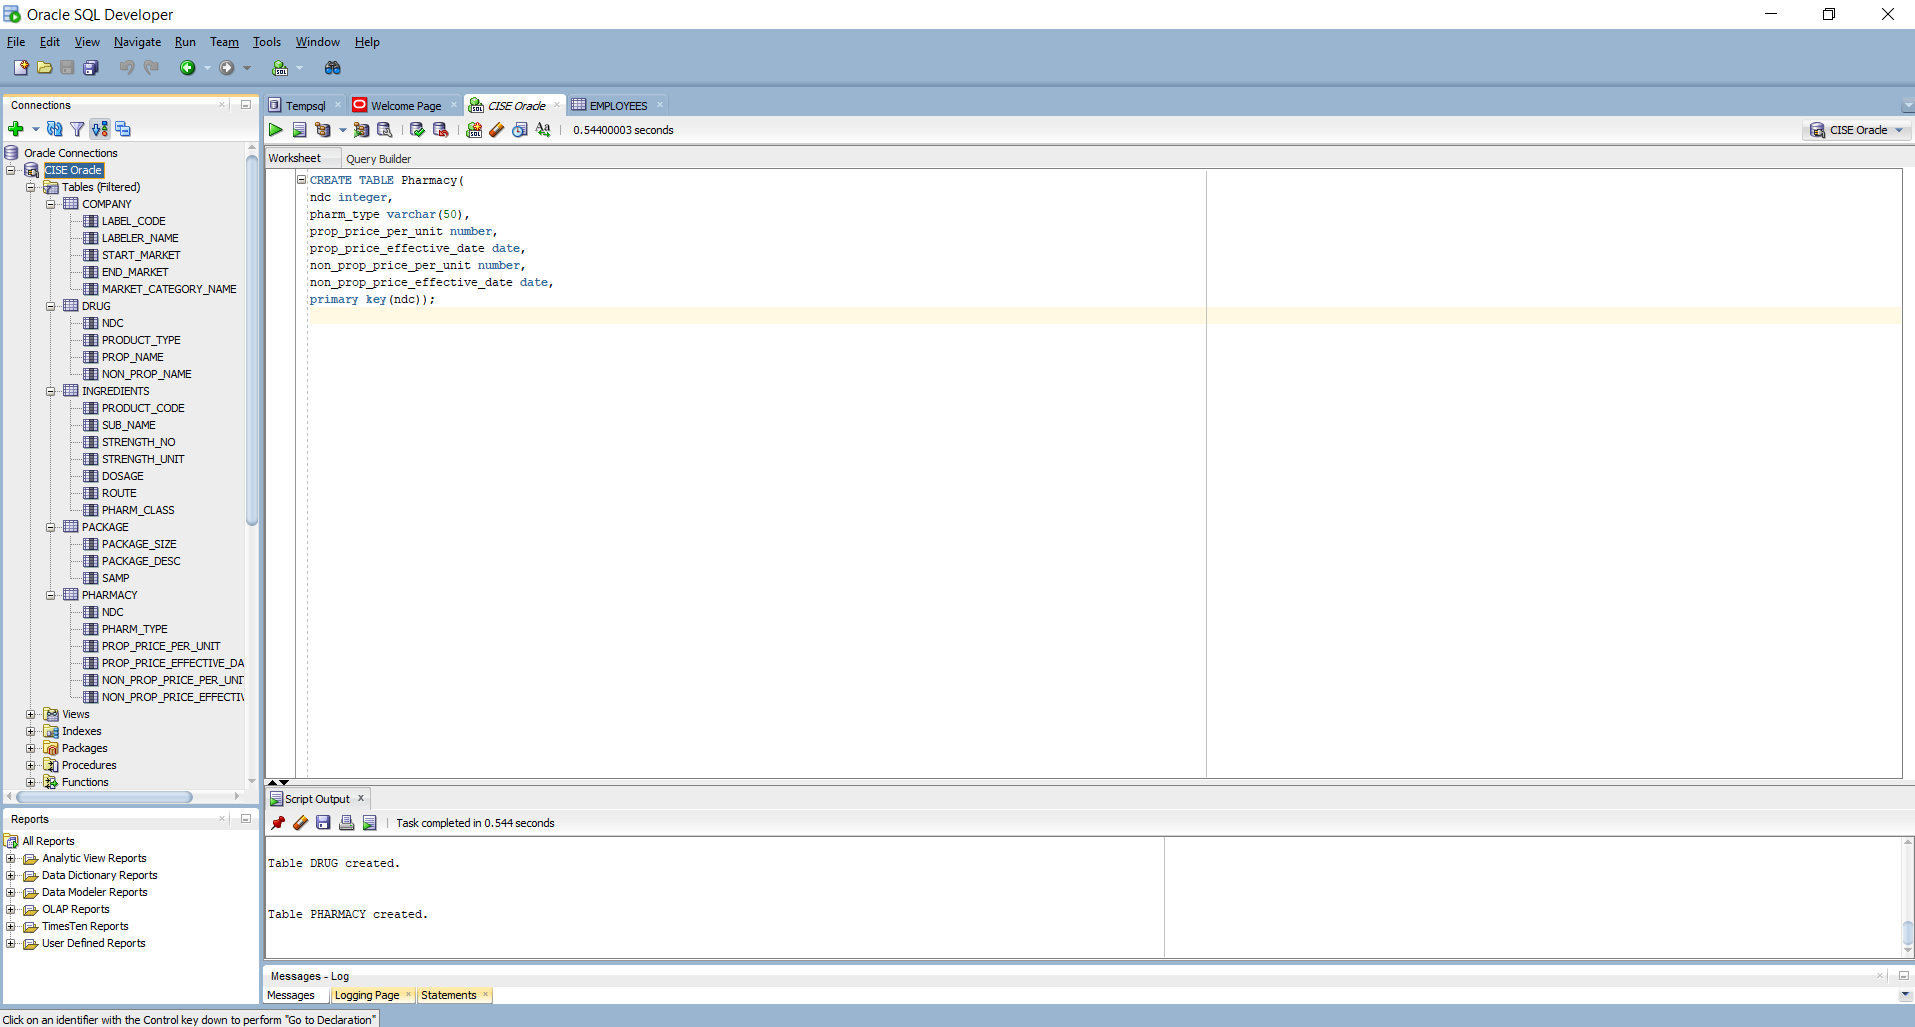 Oracle SQL Developer
File Edit View Navigate Run Team Tools Window Help
Connections
Oracle Connections
CISE Oracle
Tables (Filtered)
COMPANY
LABEL_CODE
LABELER_NAME
START_MARKET
END_MARKET
MARKET_CATEGORY_NAME
DRUG
NDC
PRODUCT_TYPE
PROP_NAME
NON_PROP_NAME
INGREDIENTS
PRODUCT_CODE
SUB_NAME
STRENGTH_NO
STRENGTH_UNIT
DOSAGE
ROUTE
PHARM_CLASS
PACKAGE
PACKAGE_SIZE
PACKAGE_DESC
SAMP
PHARMACY
NDC
PHARM_TYPE
PROP_PRICE_PER_UNIT
PROP_PRICE_EFFECTIVE_DA
NON_PROP_PRICE_PER_UNI
NON_PROP_PRICE_EFFECTIV
Views
Indexes
Packages
Procedures
Functions
Reports
All Reports
Analytic View Reports
Data Dictionary Reports
Data Modeler Reports
OLAP Reports
TimesTen Reports
User Defined Reports
Tempsql Welcome Page CISE Oracle EMPLOYEES
0.54400003 seconds CISE Oracle
Worksheet Query Builder
CREATE TABLE Pharmacy(
ndc integer,
pharm_type varchar(50),
prop_price_per_unit number,
prop_price_effective_date date,
non_prop_price_per_unit number,
non_prop_price_effective_date date,
primary key(ndc));
Script Output
Task completed in 0.544 seconds
Table DRUG created.
Table PHARMACY created.
Messages - Log
Messages Logging Page Statements
Click on an identifier with the Control key down to perform "Go to Declaration"